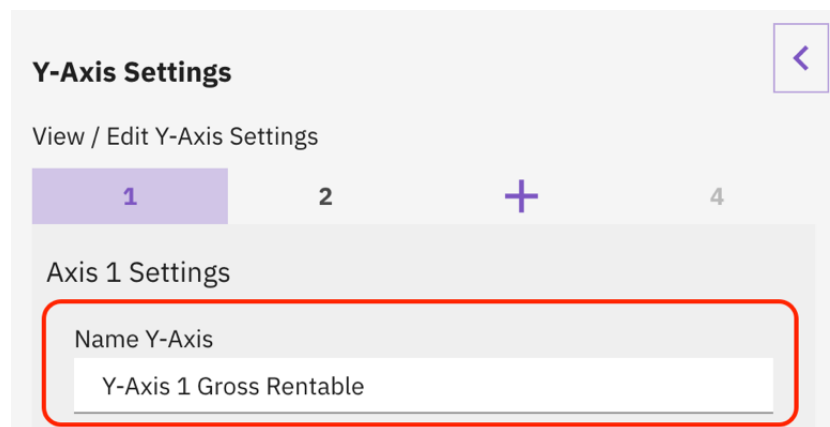 Y-Axis Settings
View / Edit Y-Axis Settings
1 2 + 4
Axis 1 Settings
Name Y-Axis
Y-Axis 1 Gross Rentable